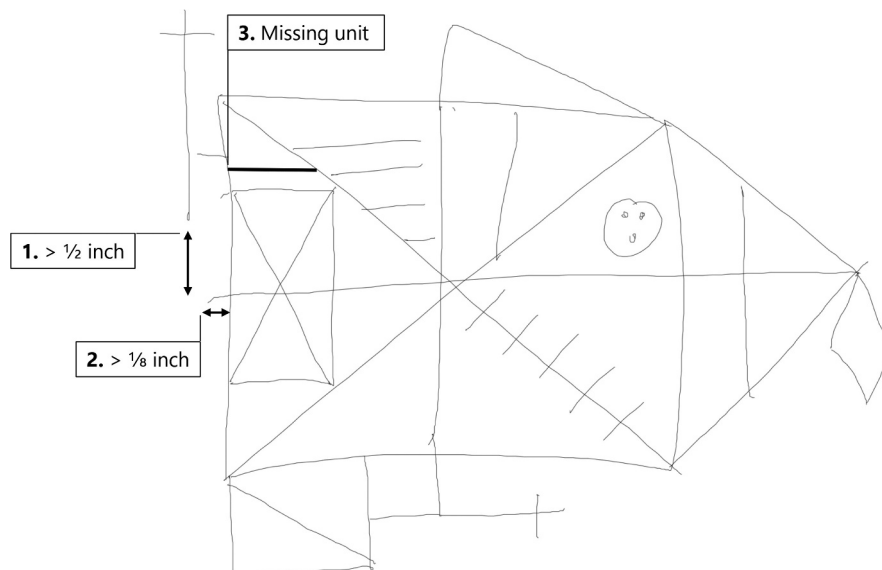 3. Missing unit
1. > ½ inch
2. > ⅛ inch